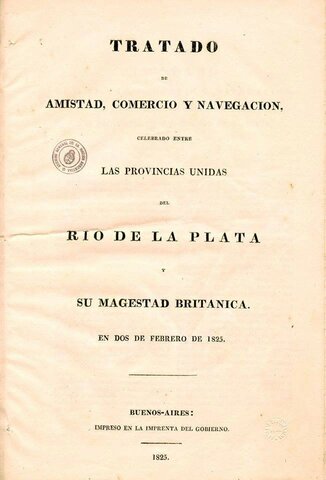 TRATADO
DE
AMISTAD, COMERCIO Y NAVEGACION,
CELEBRADO ENTRE
LAS PROVINCIAS UNIDAS
DEL
RIO DE LA PLATA
Y
SU MAGESTAD BRITANICA.
EN DOS DE FEBRERO DE 1825.
BUENOS-AIRES:
IMPRESO EN LA IMPRENTA DEL GOBIERNO.
1825.